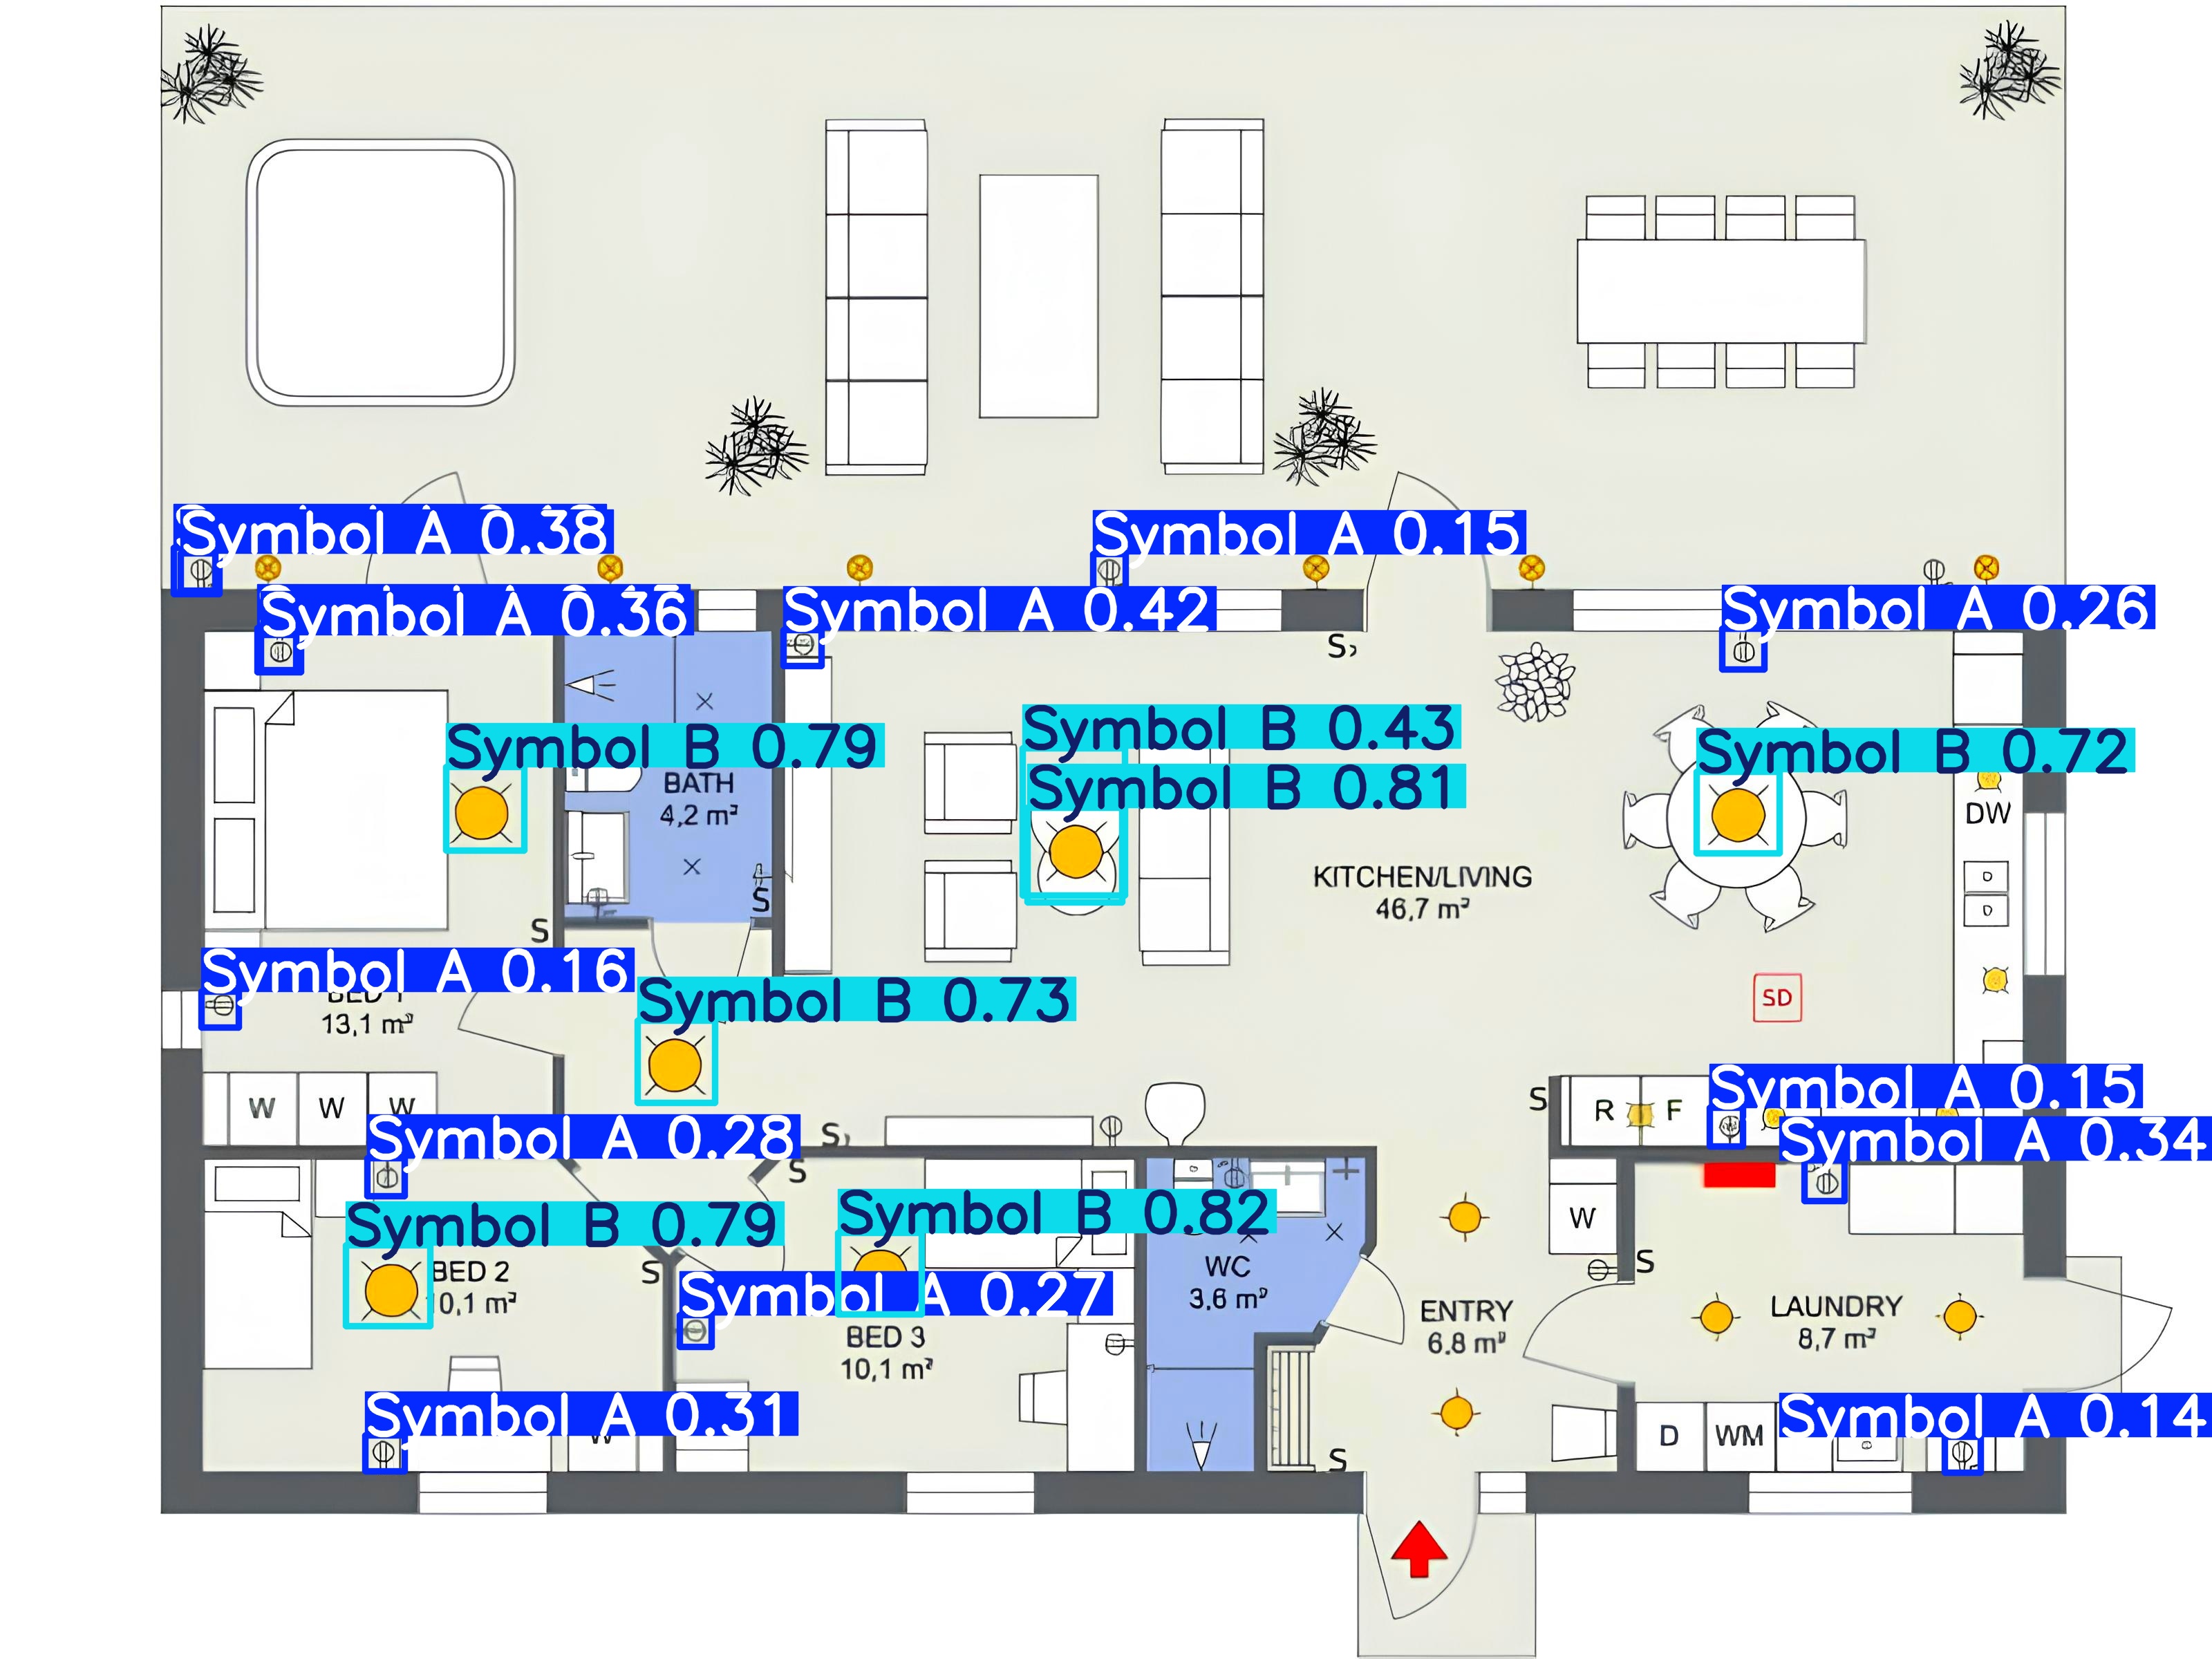 Symbol A 0.38
Symbol A 0.15
Symbol A 0.36
Symbol A 0.42
Symbol A 0.26
S
Symbol B 0.79
Symbol B 0.43
Symbol B 0.72
BATH
4,2 m²
Symbol B 0.81
DW
S
KITCHEN/LIVING
46,7 m²
S
Symbol A 0.16
13,1 m²
Symbol B 0.73
SD
W W W
S
R F
Symbol A 0.15
Symbol A 0.28
S
Symbol A 0.34
S
Symbol B 0.79
Symbol B 0.82
W
BED 2
0,1 m²
S
S
WC
3,6 m²
Symbol A 0.27
BED 3
10,1 m²
ENTRY
6.8 m²
LAUNDRY
8,7 m²
Symbol A 0.31
Symbol A 0.14
S
D WM